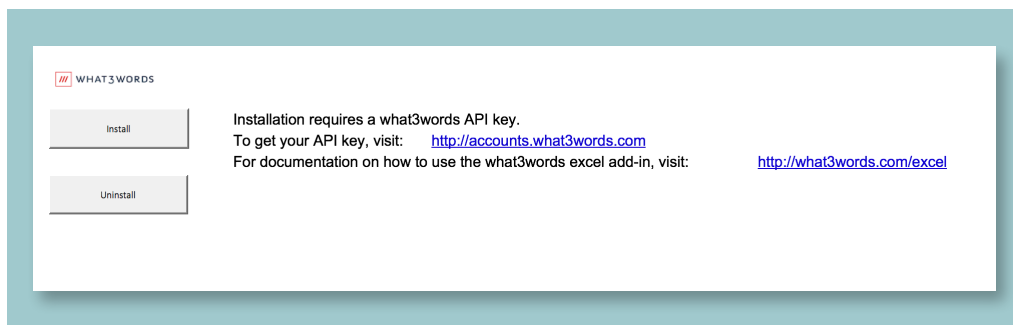 WHAT3WORDS
Install
Installation requires a what3words API key.
To get your API key, visit: http://accounts.what3words.com
For documentation on how to use the what3words excel add-in, visit: http://what3words.com/excel
Uninstall